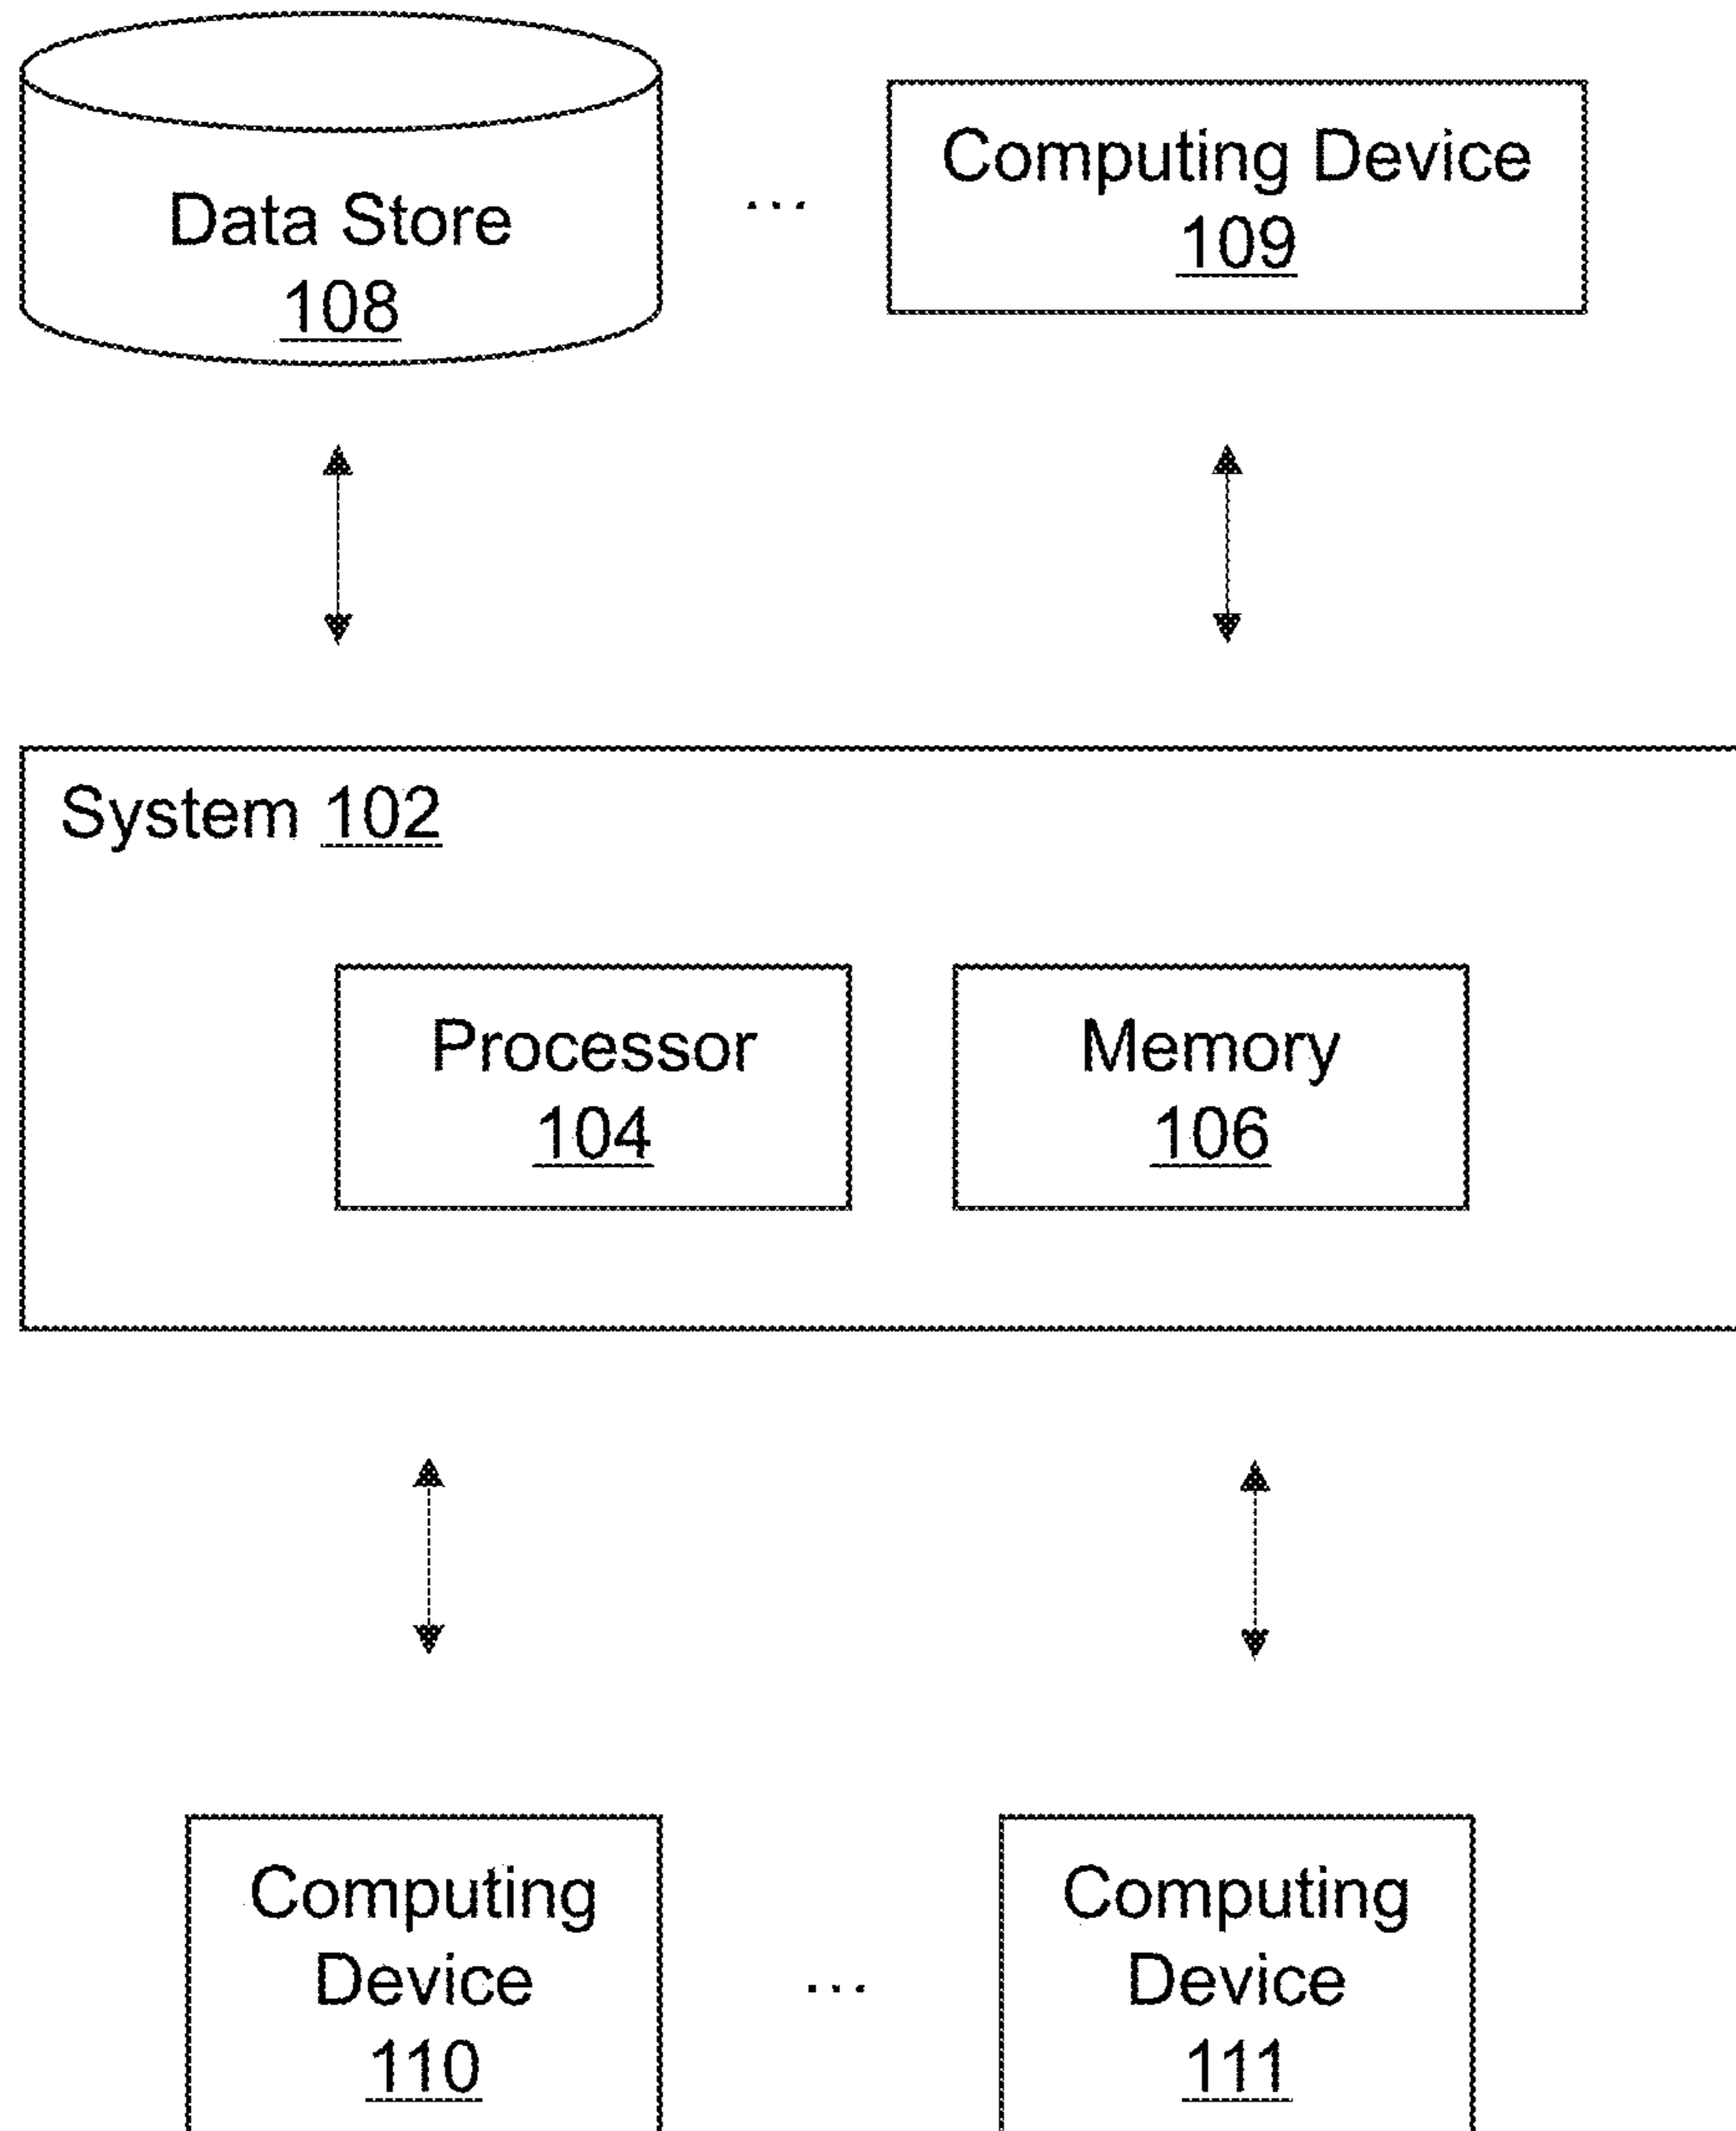 Data Store
108
...
Computing Device
109
System 102
Processor
104
Memory
106
Computing
Device
110
...
Computing
Device
111